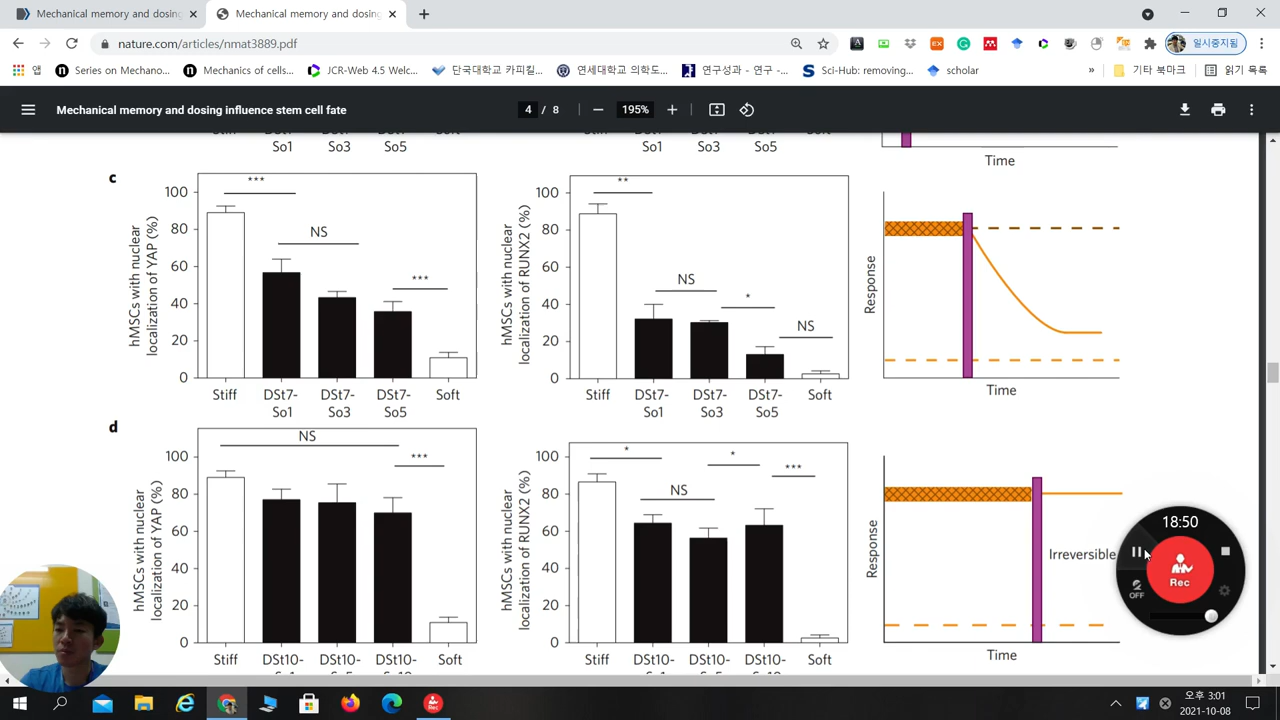 Mechanical memory and dosing
Mechanical memory and dosing
nature.com/articles/nmat3889.pdf
일시중지됨
앱
Series on Mechano...
Mechanics of cells...
JCR-Web 4.5 Welc...
단국대학교 카피킬...
연세대학교 의학도...
연구성과 - 연구 -...
Sci-Hub: removing...
scholar
»
기타 북마크
읽기 목록
Mechanical memory and dosing influence stem cell fate
4 / 8
195%
So1
So3
So5
So1
So3
So5
Time
c
hMSCs with nuclear
localization of YAP (%)
100
80
60
40
20
0
***
NS
***
Stiff
DSt7-
So1
DSt7-
So3
DSt7-
So5
Soft
hMSCs with nuclear
localization of RUNX2 (%)
100
80
60
40
20
0
**
NS
*
NS
Stiff
DSt7-
So1
DSt7-
So3
DSt7-
So5
Soft
Response
Time
d
hMSCs with nuclear
localization of YAP (%)
100
80
60
40
20
0
NS
***
Stiff
DSt10-
DSt10-
DSt10-
Soft
hMSCs with nuclear
localization of RUNX2 (%)
100
80
60
40
20
0
*
NS
*
***
Stiff
DSt10-
DSt10-
DSt10-
Soft
Response
Irreversible
Time
18:50
Rec
OFF
오후 3:01
2021-10-08